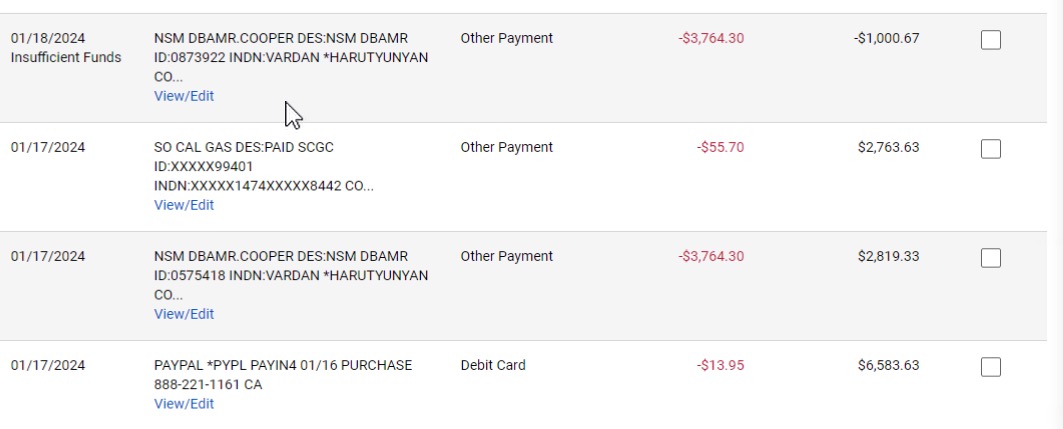 01/18/2024 NSM DBAMR.COOPER DES:NSM DBAMR Other Payment -$3,764.30 -$1,000.67
Insufficient Funds ID:0873922 INDN:VARDAN *HARUTYUNYAN
CO...
View/Edit
01/17/2024 SO CAL GAS DES:PAID SCGC Other Payment -$55.70 $2,763.63
ID:XXXXX99401
INDN:XXXXX1474XXXXX8442 CO...
View/Edit
01/17/2024 NSM DBAMR.COOPER DES:NSM DBAMR Other Payment -$3,764.30 $2,819.33
ID:0575418 INDN:VARDAN *HARUTYUNYAN
CO...
View/Edit
01/17/2024 PAYPAL *PYPL PAYIN4 01/16 PURCHASE Debit Card -$13.95 $6,583.63
888-221-1161 CA
View/Edit